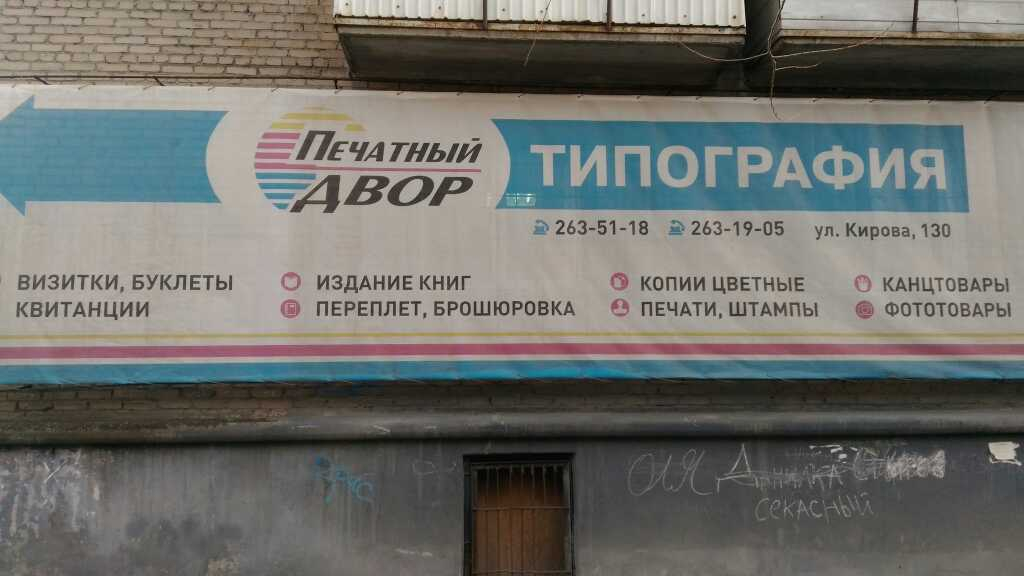 ПЕЧАТНЫЙ
ДВОР
ТИПОГРАФИЯ
263-51-18 263-19-05 ул. Кирова, 130
ВИЗИТКИ, БУКЛЕТЫ
КВИТАНЦИИ
ИЗДАНИЕ КНИГ
ПЕРЕПЛЕТ, БРОШЮРОВКА
КОПИИ ЦВЕТНЫЕ
ПЕЧАТИ, ШТАМПЫ
КАНЦТОВАРЫ
ФОТОТОВАРЫ
СЕКАСНЫЙ